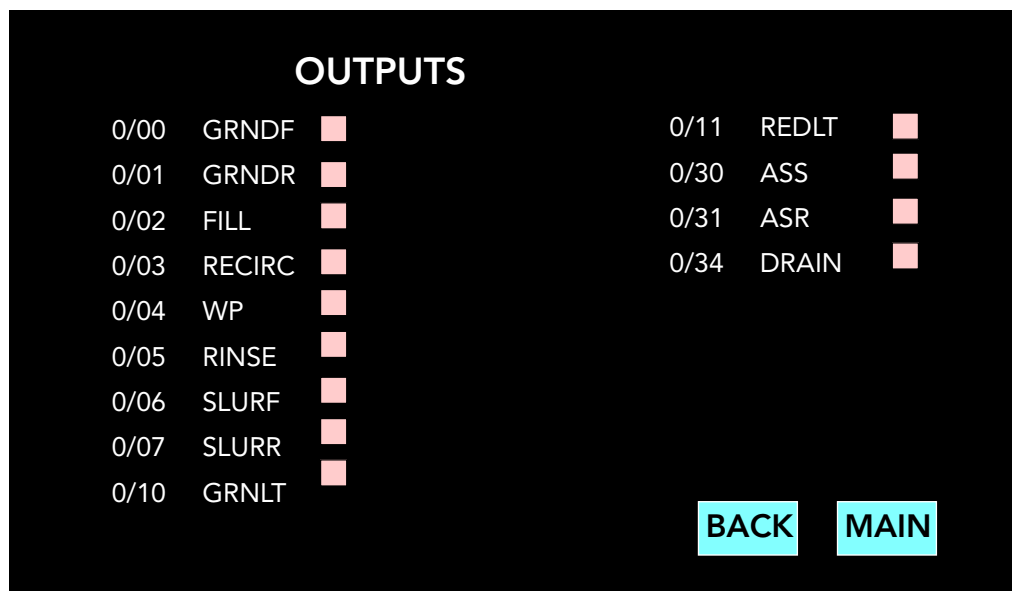 OUTPUTS
0/00 GRNDF
0/01 GRNDR
0/02 FILL
0/03 RECIRC
0/04 WP
0/05 RINSE
0/06 SLURF
0/07 SLURR
0/10 GRNLT
0/11 REDLT
0/30 ASS
0/31 ASR
0/34 DRAIN
BACK MAIN